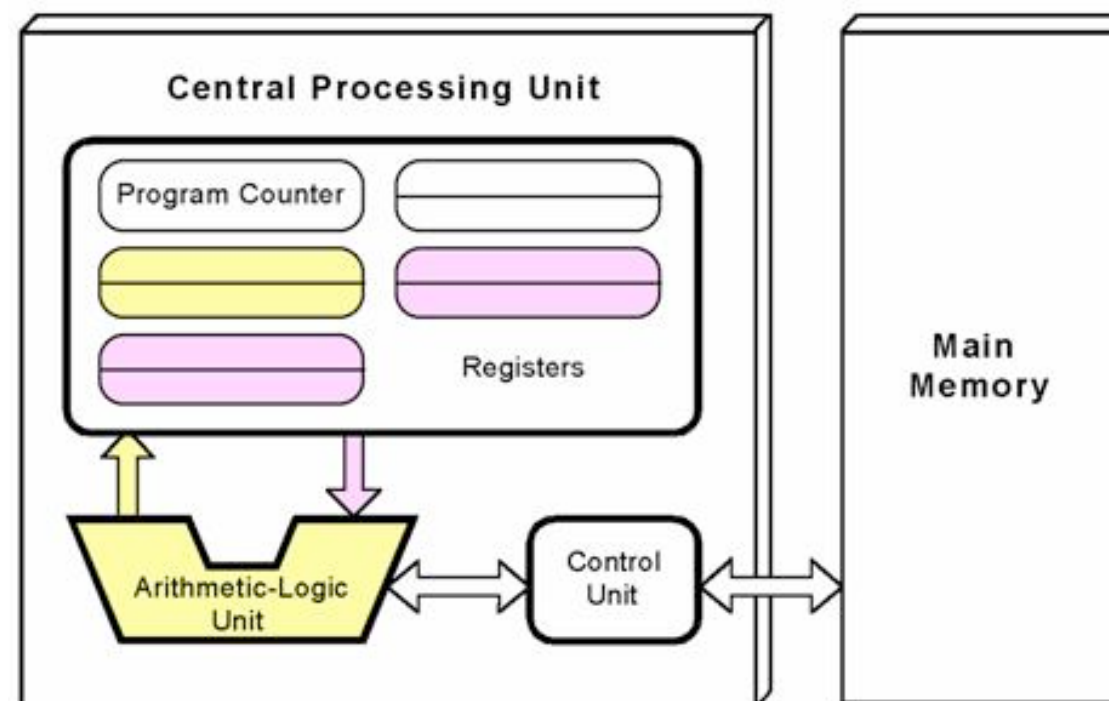 Central Processing Unit
Program Counter
Registers
Main
Memory
Arithmetic-Logic
Unit
Control
Unit